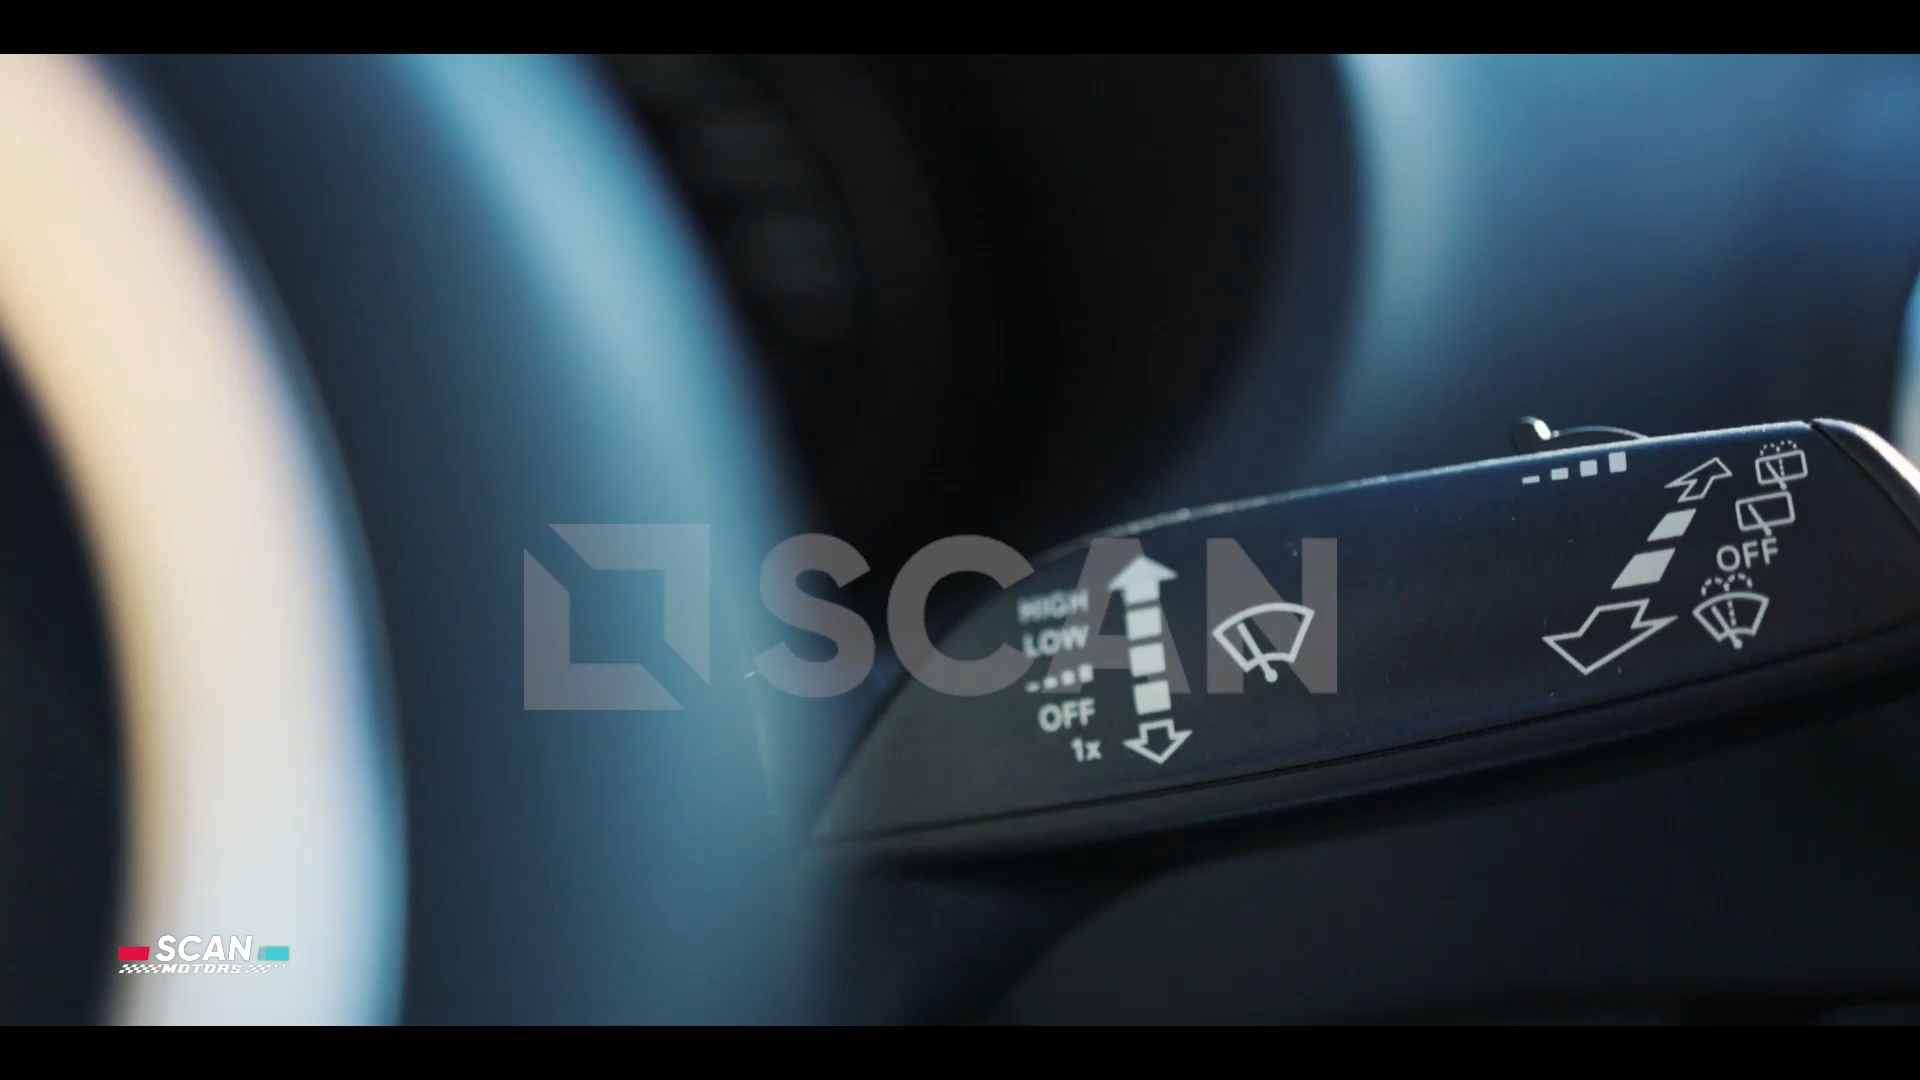 SCAN
HIGH
LOW
OFF
1x
OFF
SCAN
MOTORS